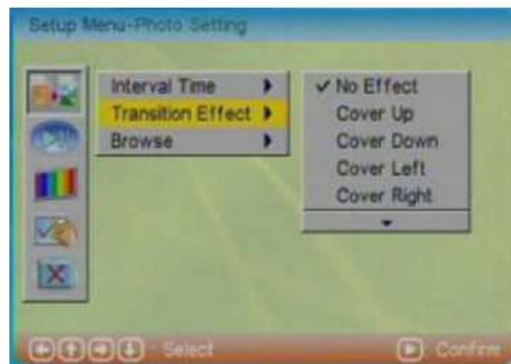 Setup Menu-Photo Setting
Interval Time
Transition Effect
Browse
No Effect
Cover Up
Cover Down
Cover Left
Cover Right
: Select
: Confirm